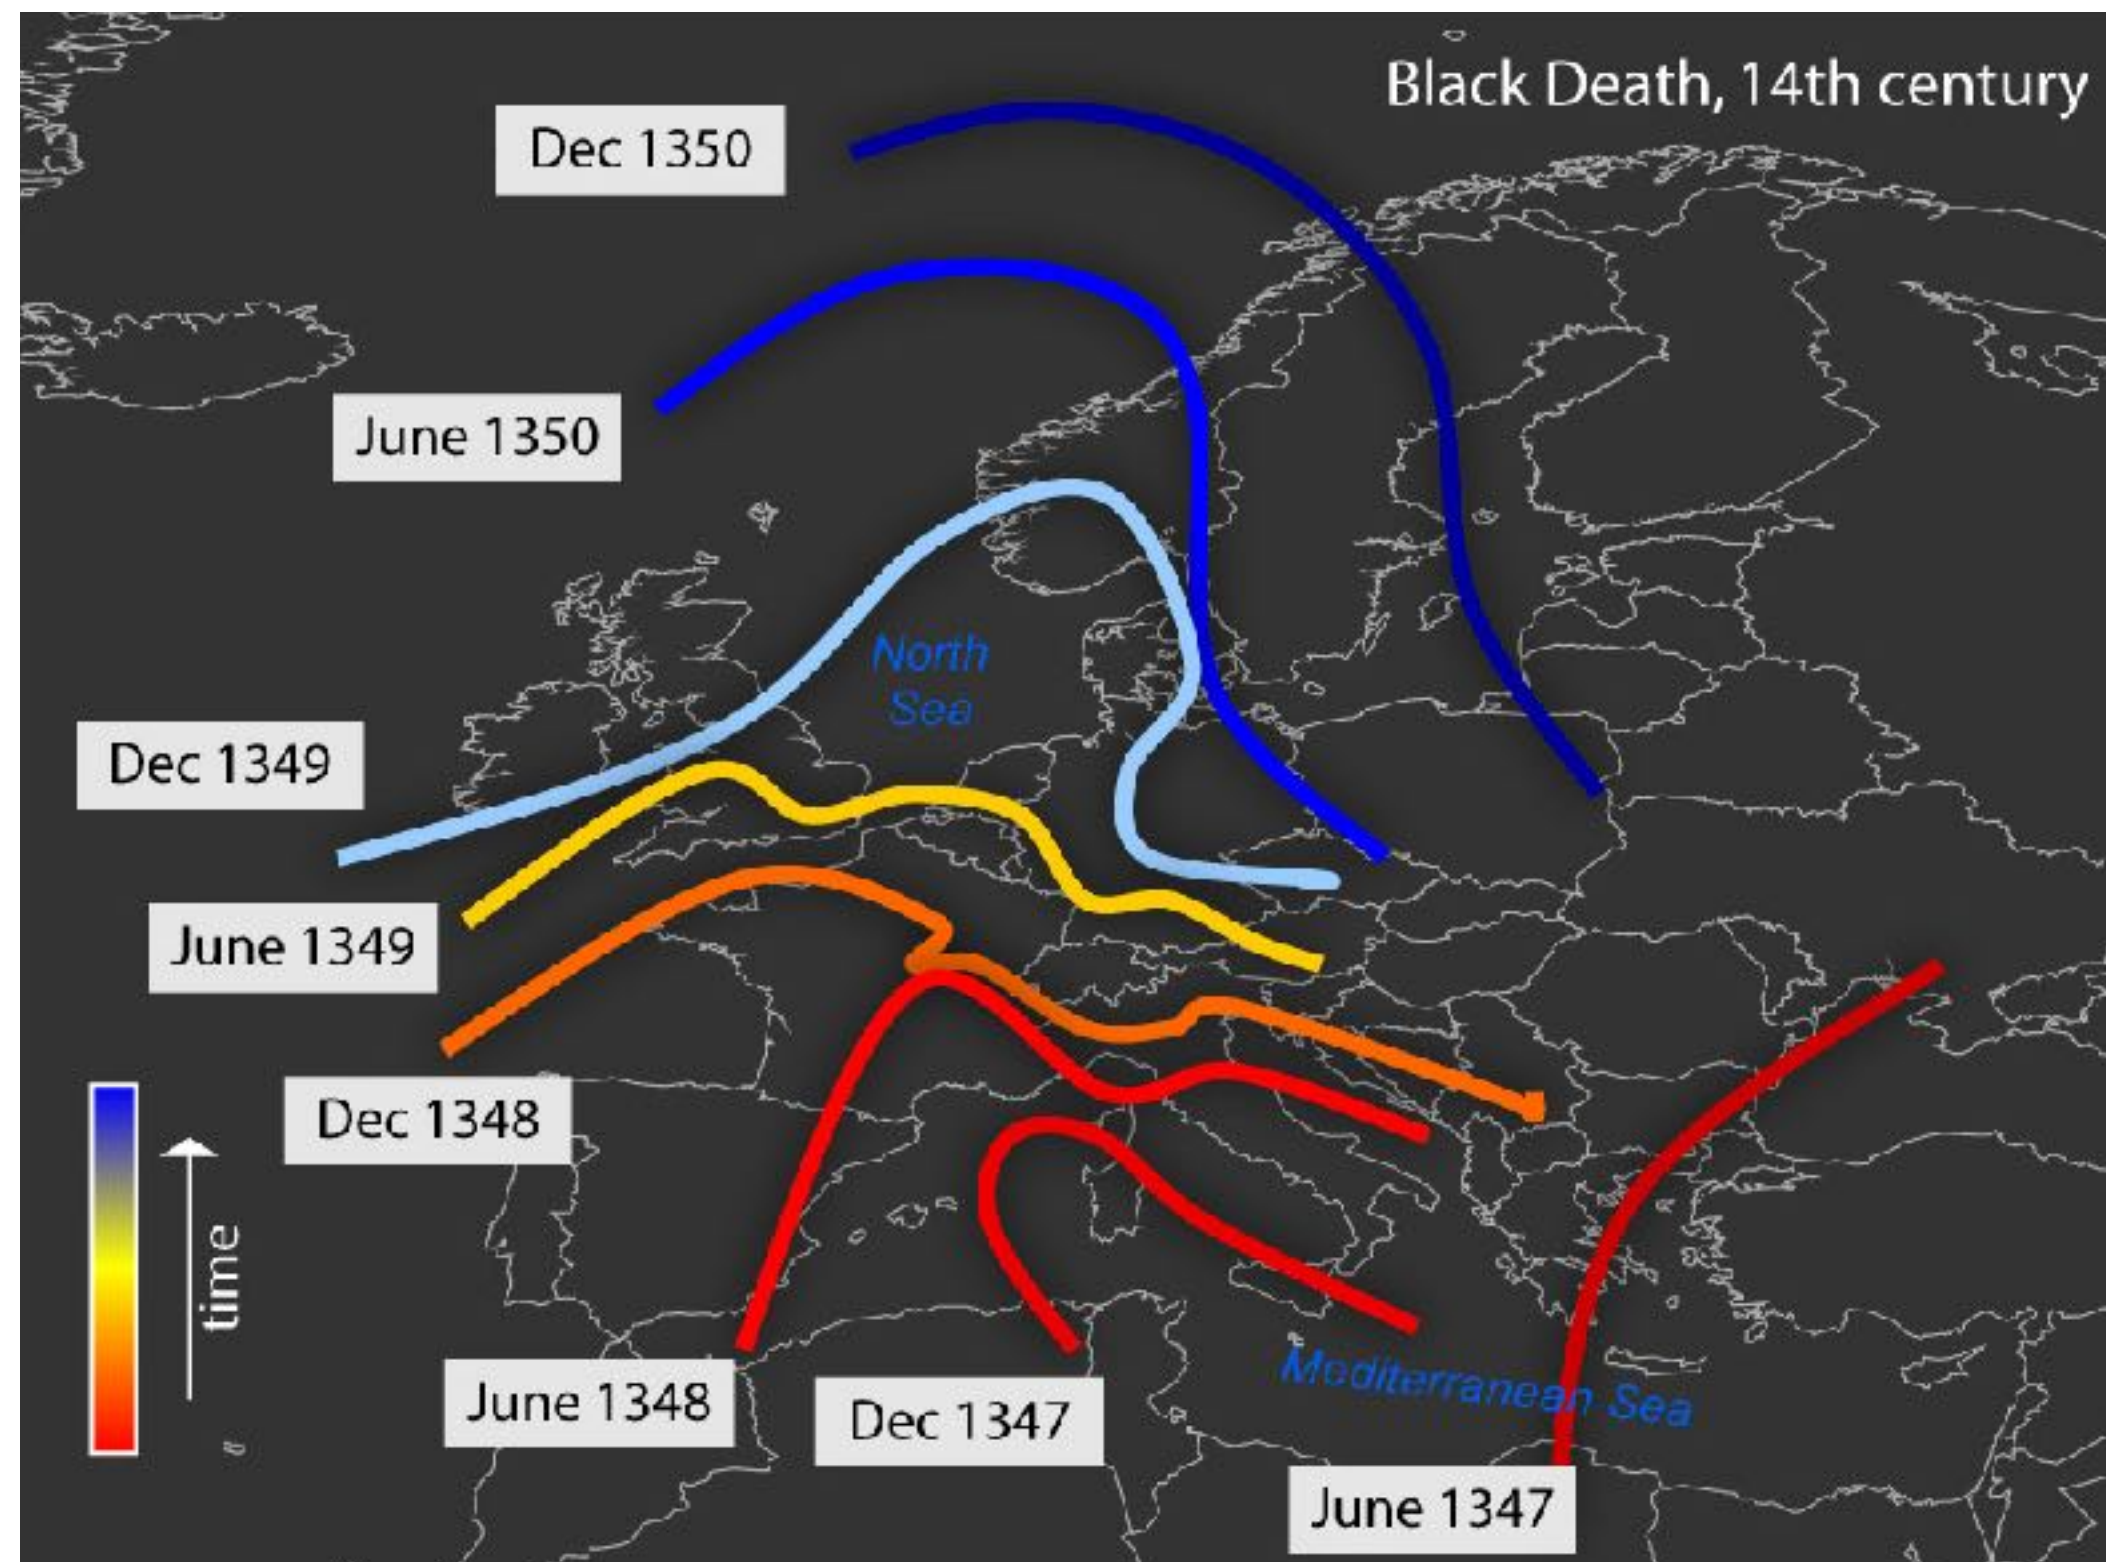 Black Death, 14th century
Dec 1350
June 1350
North
Sea
Dec 1349
June 1349
Dec 1348
time
June 1348
Dec 1347
Mediterranean Sea
June 1347